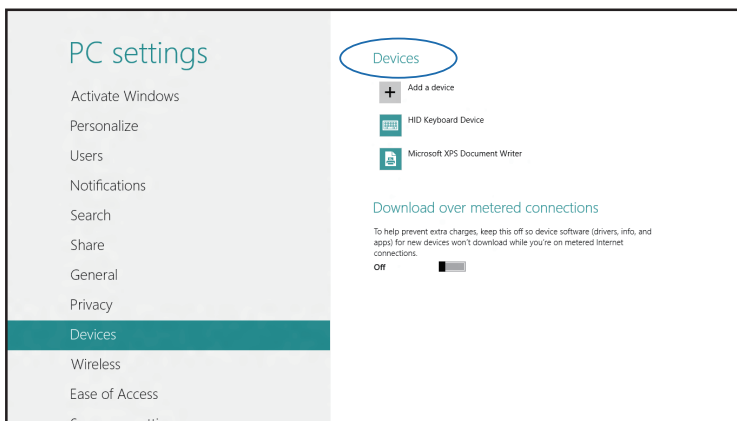 PC settings
Activate Windows
Personalize
Users
Notifications
Search
Share
General
Privacy
Devices
Wireless
Ease of Access
Devices
Add a device
HID Keyboard Device
Microsoft XPS Document Writer
Download over metered connections
To help prevent extra charges, keep this off so device software (drivers, info, and
apps) for new devices won't download while you're on metered Internet
connections.
Off